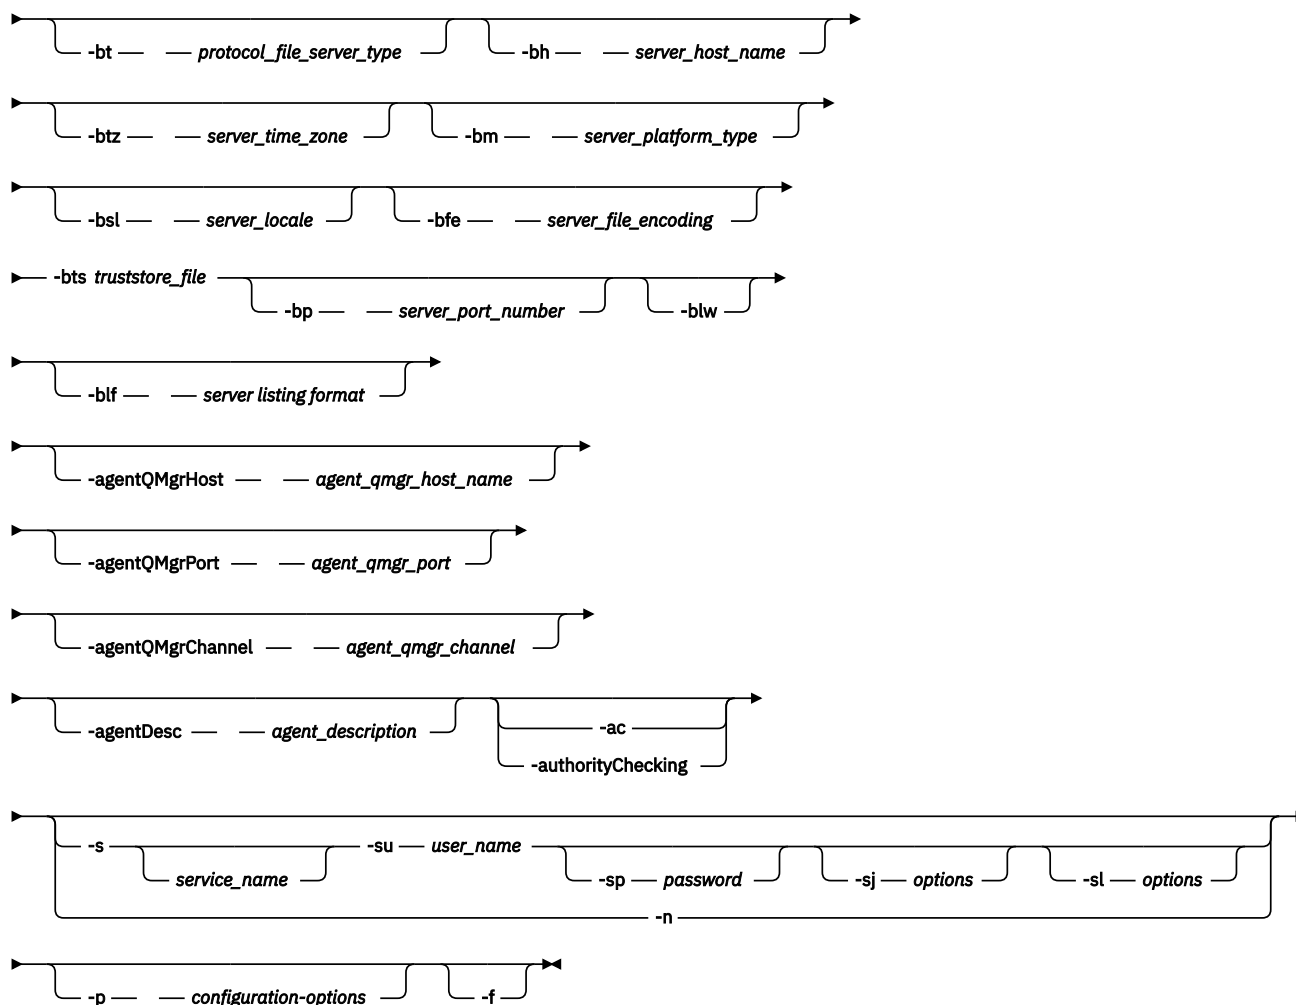 -bt protocol_file_server_type -bh server_host_name
-btz server_time_zone -bm server_platform_type
-bsl server_locale -bfe server_file_encoding
-bts truststore_file
-bp server_port_number -blw
-blf server listing format
-agentQMgrHost agent_qmgr_host_name
-agentQMgrPort agent_qmgr_port
-agentQMgrChannel agent_qmgr_channel
-ac
-agentDesc agent_description
-authorityChecking
-s -su user_name
service_name -sp password -sj options -sl options
-n
-p configuration-options -f